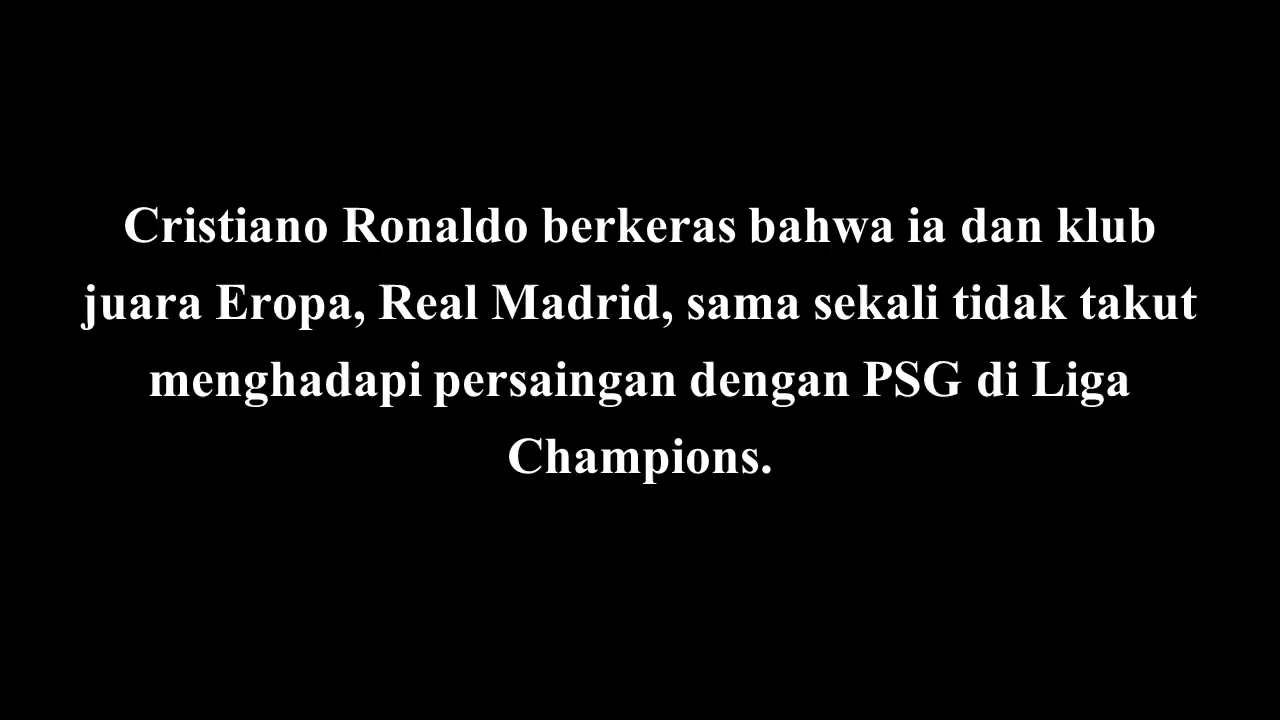 Cristiano Ronaldo berkeras bahwa ia dan klub
juara Eropa, Real Madrid, sama sekali tidak takut
menghadapi persaingan dengan PSG di Liga
Champions.